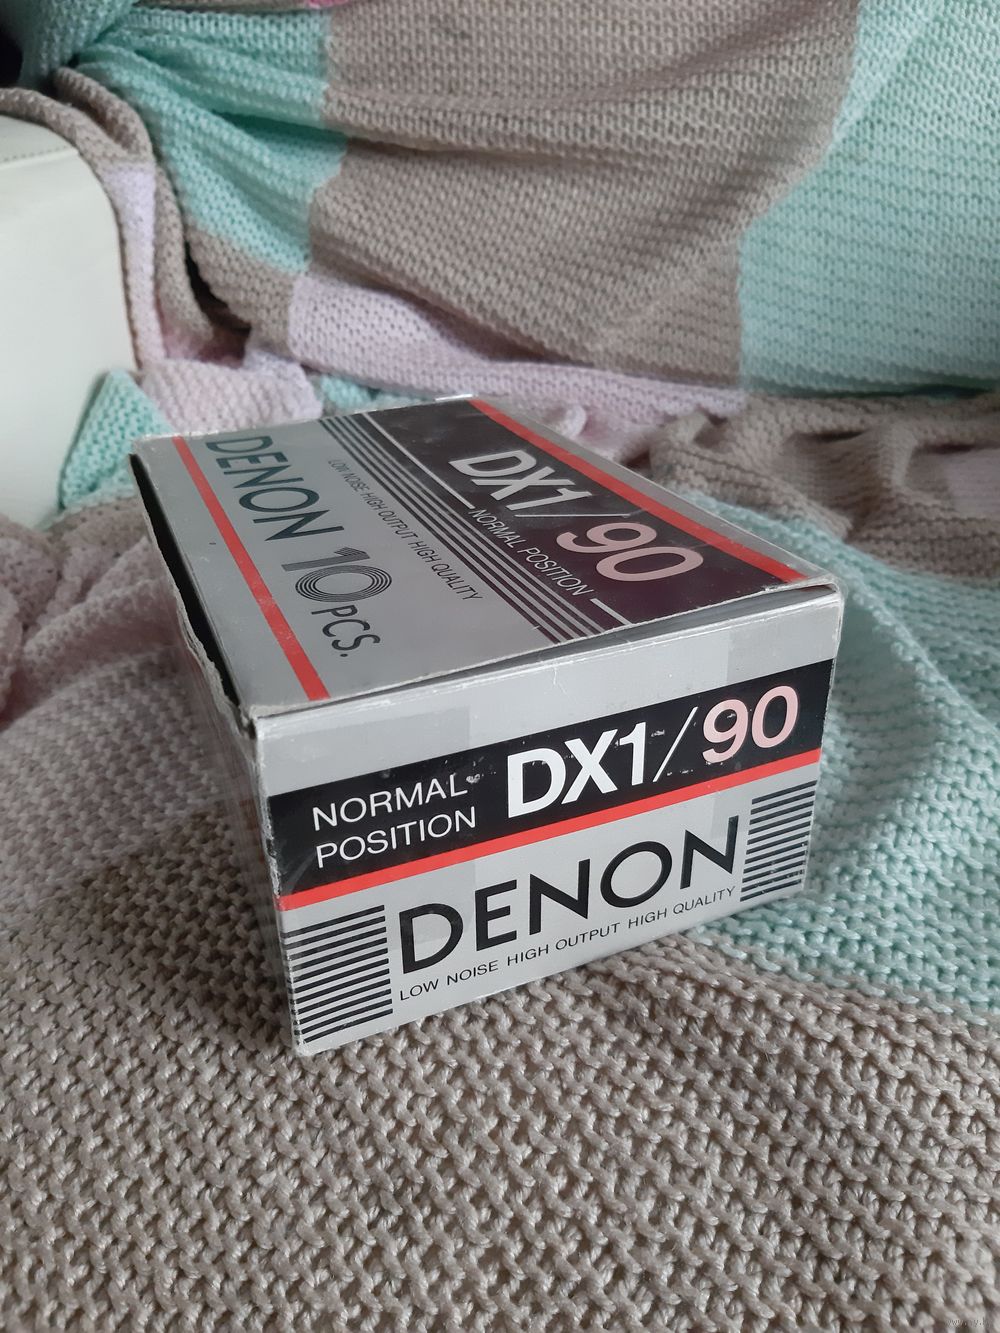 DX1/90
NORMAL POSITION
LOW NOISE HIGH OUTPUT HIGH QUALITY
DENON 10 PCS.
NORMAL
POSITION
DX1/90
DENON
LOW NOISE HIGH OUTPUT HIGH QUALITY